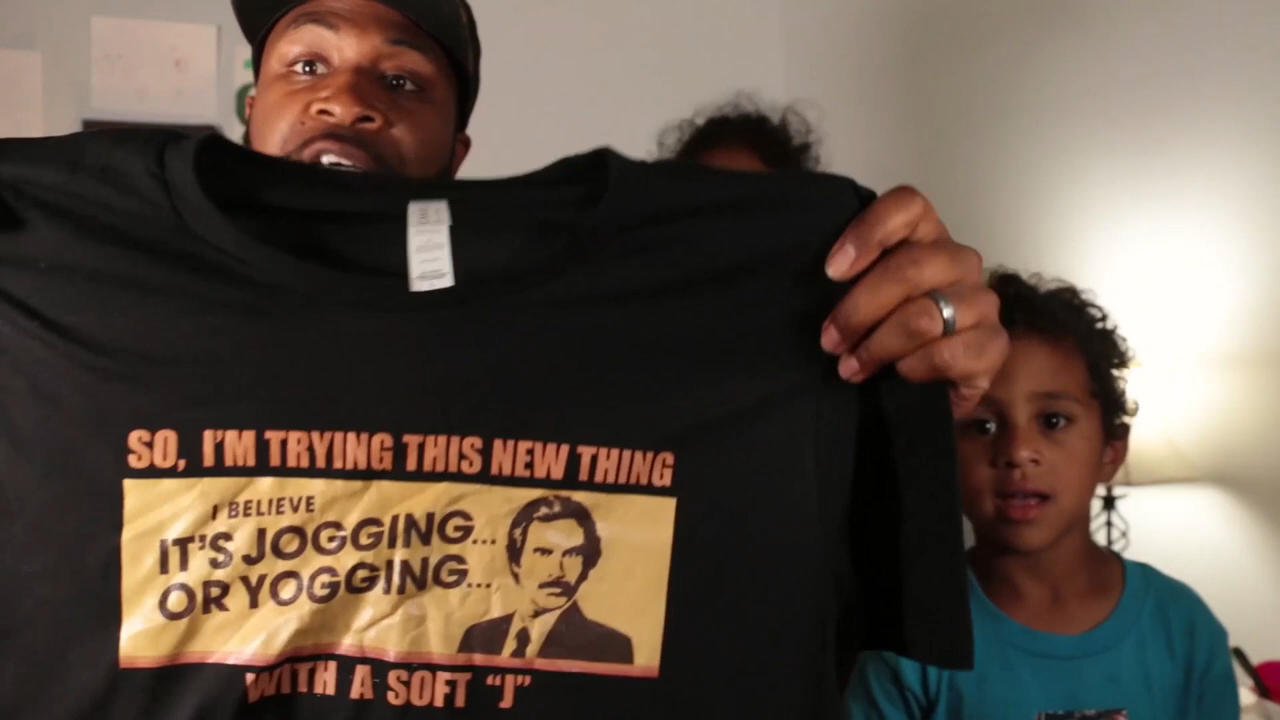 SO, I'M TRYING THIS NEW THING
I BELIEVE
IT'S JOGGING...
OR YOGGING...
WITH A SOFT "J"